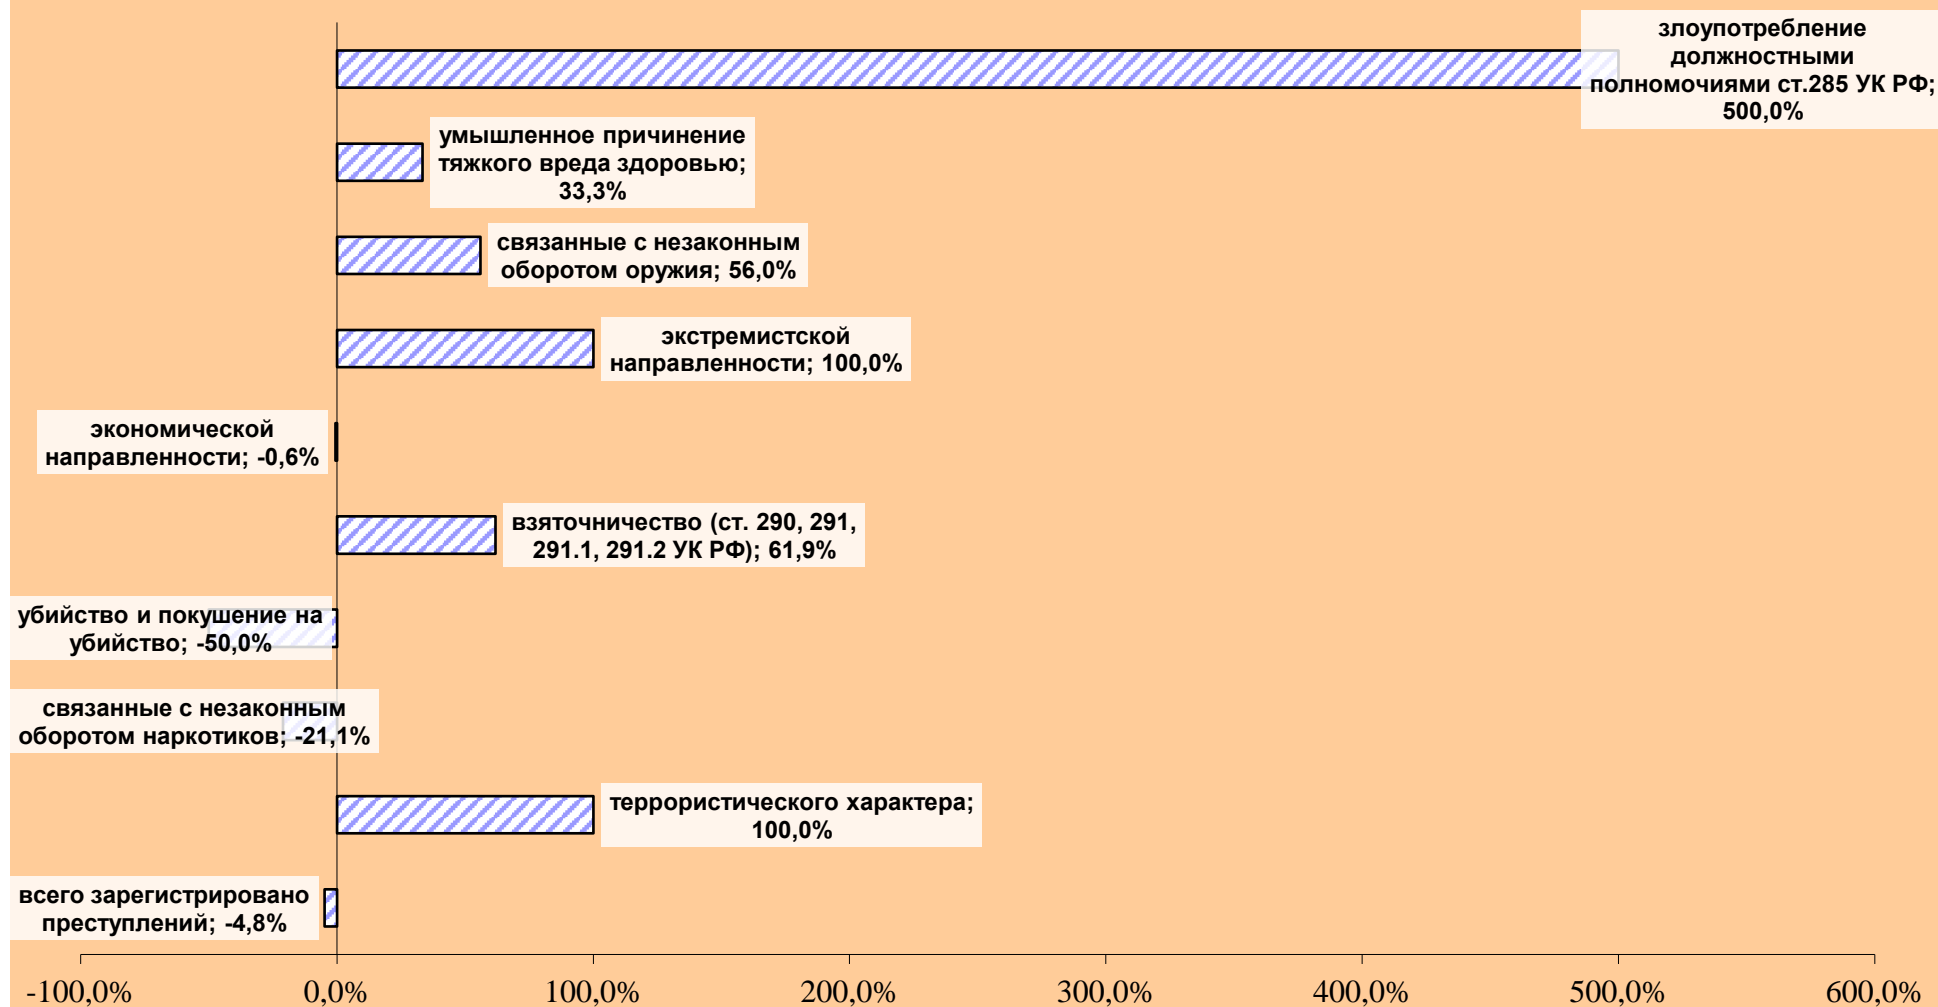 злоупотребление
должностными
полномочиями ст.285 УК РФ;
500,0%
умышленное причинение
тяжкого вреда здоровью;
33,3%
связанные с незаконным
оборотом оружия; 56,0%
экстремистской
направленности; 100,0%
экономической
направленности; -0,6%
взяточничество (ст. 290, 291,
291.1, 291.2 УК РФ); 61,9%
убийство и покушение на
убийство; -50,0%
связанные с незаконным
оборотом наркотиков; -21,1%
террористического характера;
100,0%
всего зарегистрировано
преступлений; -4,8%
-100,0% 0,0% 100,0% 200,0% 300,0% 400,0% 500,0% 600,0%